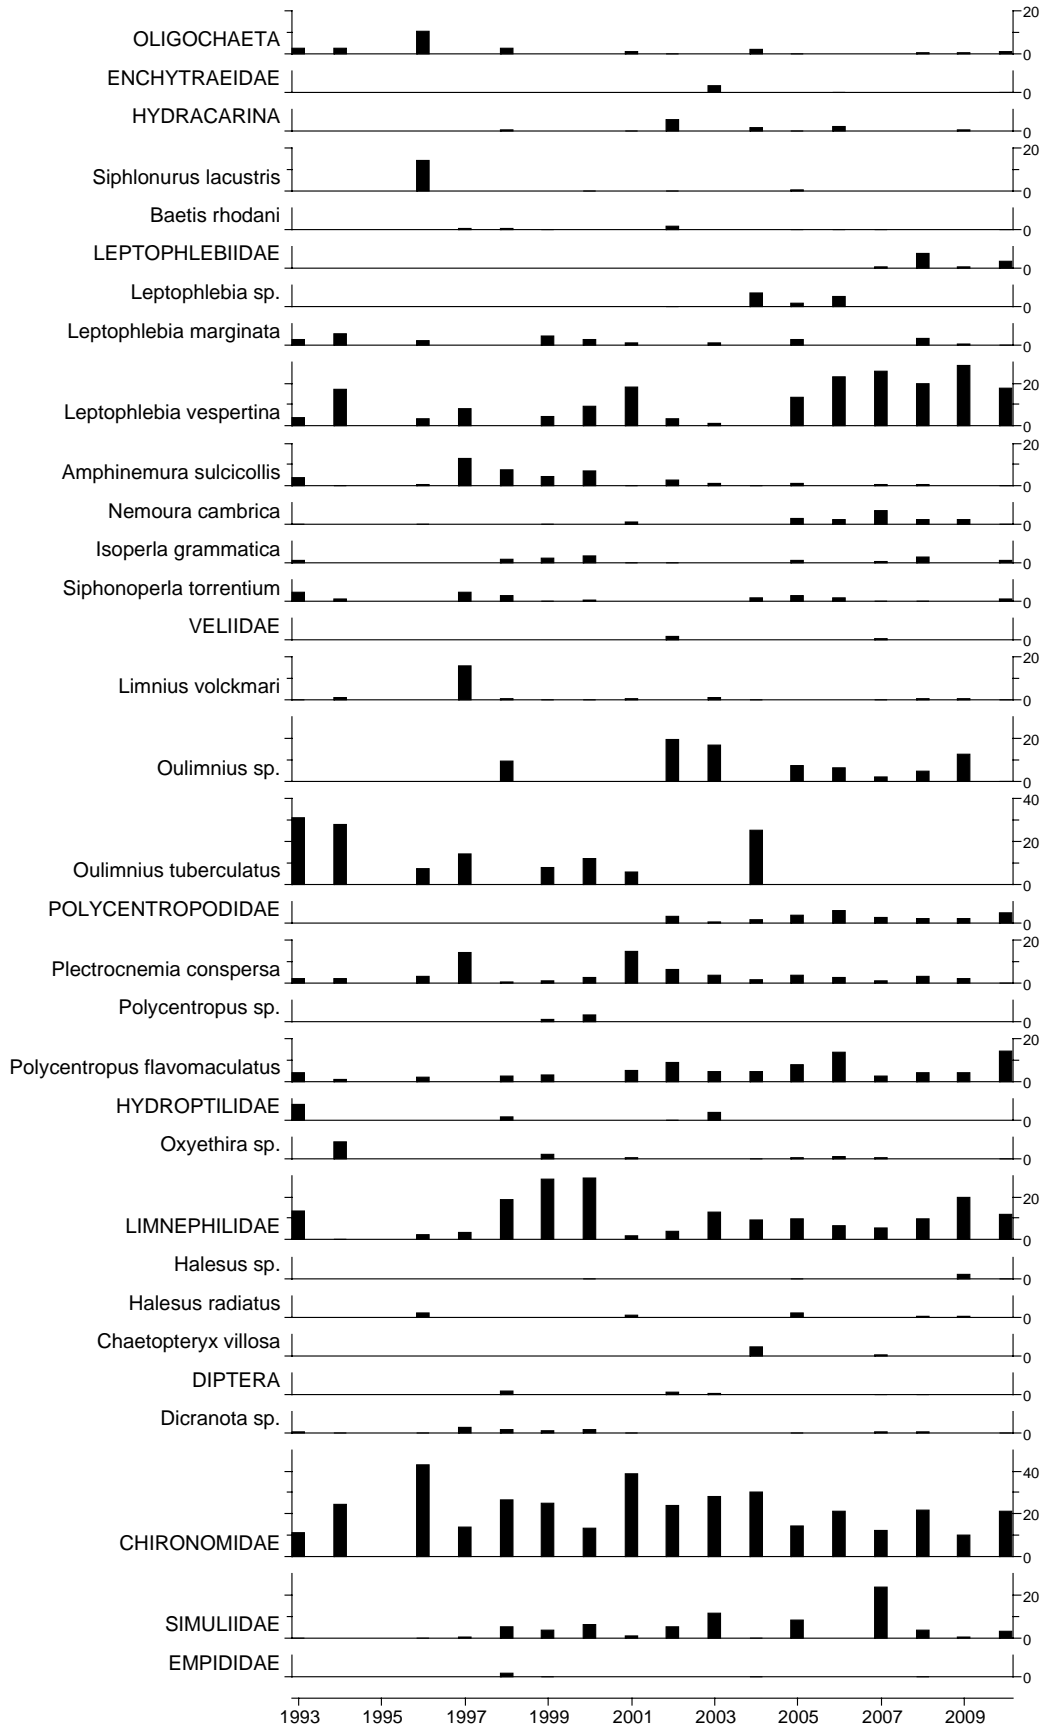 20
OLIGOCHAETA
0
ENCHYTRAEIDAE
0
HYDRACARINA
0
20
Siphlonurus lacustris
0
Baetis rhodani
0
LEPTOPHLEBIIDAE
0
Leptophlebia sp.
0
Leptophlebia marginata
0
20
Leptophlebia vespertina
0
20
Amphinemura sulcicollis
0
Nemoura cambrica
0
Isoperla grammatica
0
Siphonoperla torrentium
0
VELIIDAE
0
20
Limnius volckmari
0
20
Oulimnius sp.
0
40
20
Oulimnius tuberculatus
0
POLYCENTROPODIDAE
0
20
Plectrocnemia conspersa
0
Polycentropus sp.
0
20
Polycentropus flavomaculatus
0
HYDROPTILIDAE
0
Oxyethira sp.
0
20
LIMNEPHILIDAE
0
Halesus sp.
0
Halesus radiatus
0
Chaetopteryx villosa
0
DIPTERA
0
Dicranota sp.
0
40
20
CHIRONOMIDAE
0
20
SIMULIIDAE
0
EMPIDIDAE
0
1993 1995 1997 1999 2001 2003 2005 2007 2009